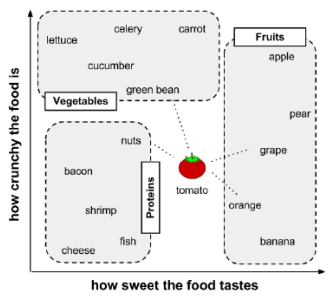 how crunchy the food is
lettuce
celery
carrot
cucumber
green bean
Vegetables
Fruits
apple
pear
grape
orange
banana
nuts
bacon
shrimp
fish
cheese
Proteins
tomato
how sweet the food tastes